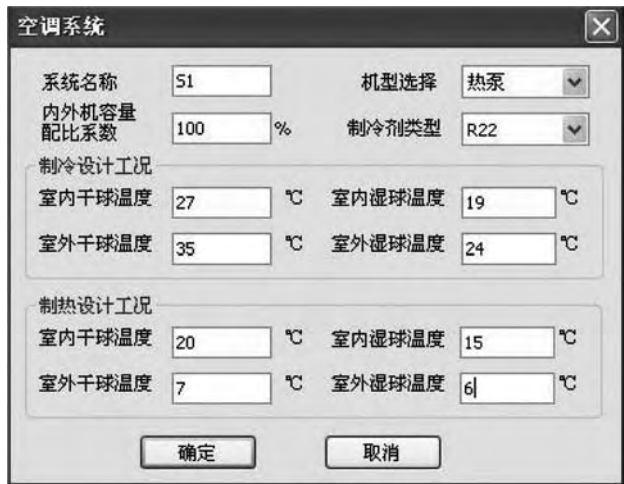 空调系统
系统名称 S1 机型选择 热泵
内外机容量
配比系数 100 % 制冷剂类型 R22
制冷设计工况
室内干球温度 27 ℃ 室内湿球温度 19 ℃
室外干球温度 35 ℃ 室外湿球温度 24 ℃
制热设计工况
室内干球温度 20 ℃ 室内湿球温度 15 ℃
室外干球温度 7 ℃ 室外湿球温度 6 ℃
确定 取消